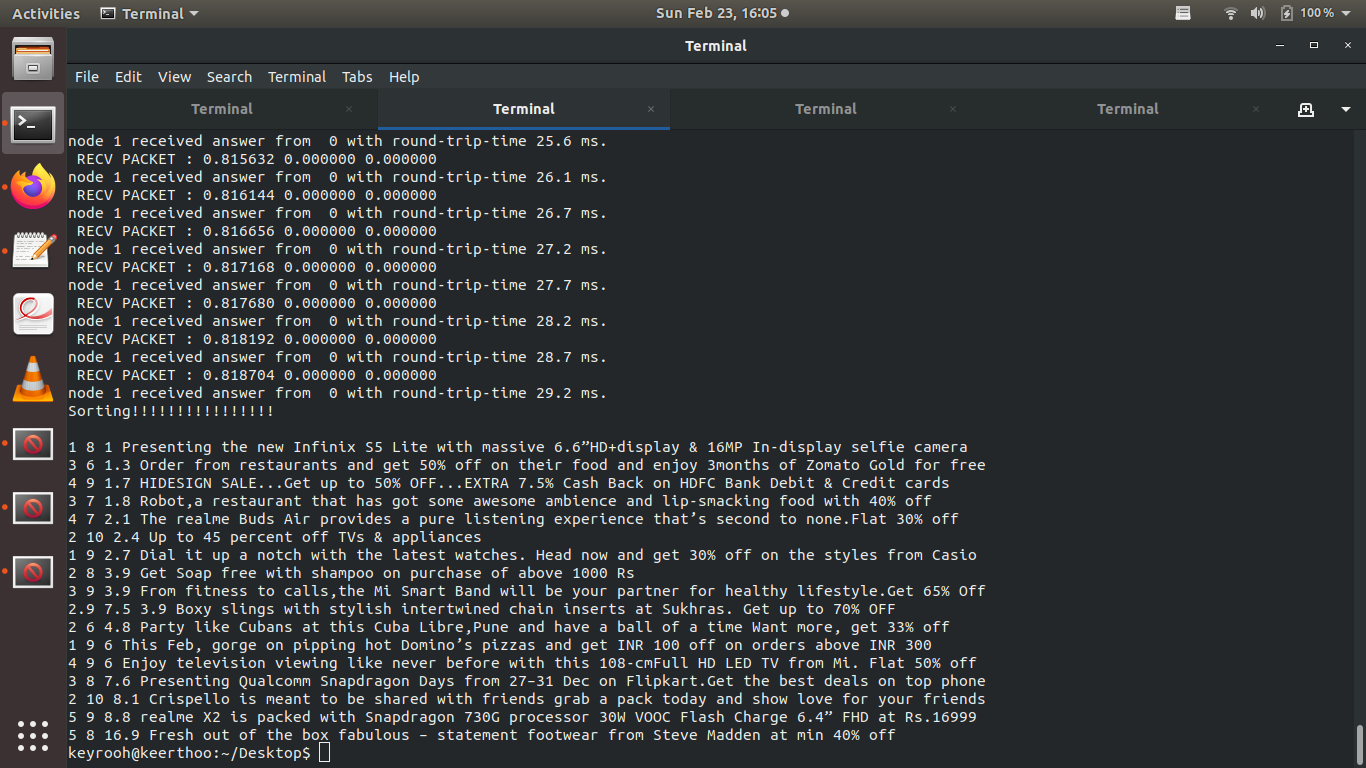 Activities Terminal Sun Feb 23, 16:05 100%
Terminal
File Edit View Search Terminal Tabs Help
Terminal × Terminal × Terminal × Terminal ×
node 1 received answer from  0 with round-trip-time 25.6 ms.
 RECV PACKET : 0.815632 0.000000 0.000000
node 1 received answer from  0 with round-trip-time 26.1 ms.
 RECV PACKET : 0.816144 0.000000 0.000000
node 1 received answer from  0 with round-trip-time 26.7 ms.
 RECV PACKET : 0.816656 0.000000 0.000000
node 1 received answer from  0 with round-trip-time 27.2 ms.
 RECV PACKET : 0.817168 0.000000 0.000000
node 1 received answer from  0 with round-trip-time 27.7 ms.
 RECV PACKET : 0.817680 0.000000 0.000000
node 1 received answer from  0 with round-trip-time 28.2 ms.
 RECV PACKET : 0.818192 0.000000 0.000000
node 1 received answer from  0 with round-trip-time 28.7 ms.
 RECV PACKET : 0.818704 0.000000 0.000000
node 1 received answer from  0 with round-trip-time 29.2 ms.
Sorting!!!!!!!!!!!!!!!!
1 8 1 Presenting the new Infinix S5 Lite with massive 6.6”HD+display & 16MP In-display selfie camera
3 6 1.3 Order from restaurants and get 50% off on their food and enjoy 3months of Zomato Gold for free
4 9 1.7 HIDESIGN SALE...Get up to 50% OFF...EXTRA 7.5% Cash Back on HDFC Bank Debit & Credit cards
3 7 1.8 Robot,a restaurant that has got some awesome ambience and lip-smacking food with 40% off
4 7 2.1 The realme Buds Air provides a pure listening experience that’s second to none.Flat 30% off
2 10 2.4 Up to 45 percent off TVs & appliances
1 9 2.7 Dial it up a notch with the latest watches. Head now and get 30% off on the styles from Casio
2 8 3.9 Get Soap free with shampoo on purchase of above 1000 Rs
3 9 3.9 From fitness to calls,the Mi Smart Band will be your partner for healthy lifestyle.Get 65% Off
2.9 7.5 3.9 Boxy slings with stylish intertwined chain inserts at Sukhras. Get up to 70% OFF
2 6 4.8 Party like Cubans at this Cuba Libre,Pune and have a ball of a time Want more, get 33% off
1 9 6 This Feb, gorge on pipping hot Domino’s pizzas and get INR 100 off on orders above INR 300
4 9 6 Enjoy television viewing like never before with this 108-cmFull HD LED TV from Mi. Flat 50% off
3 8 7.6 Presenting Qualcomm Snapdragon Days from 27–31 Dec on Flipkart.Get the best deals on top phone
2 10 8.1 Crispello is meant to be shared with friends grab a pack today and show love for your friends
5 9 8.8 realme X2 is packed with Snapdragon 730G processor 30W VOOC Flash Charge 6.4” FHD at Rs.16999
5 8 16.9 Fresh out of the box fabulous – statement footwear from Steve Madden at min 40% off
keyrooh@keerthoo:~/Desktop$